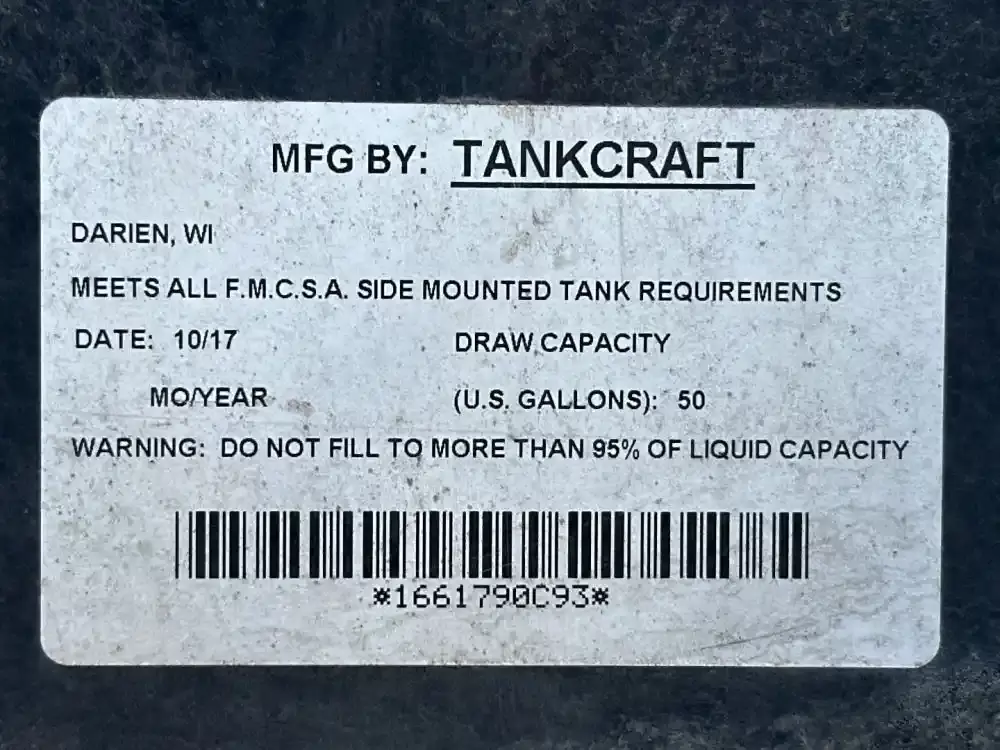 MFG BY: TANKCRAFT
DARIEN, WI
MEETS ALL F.M.C.S.A. SIDE MOUNTED TANK REQUIREMENTS
DATE: 10/17 DRAW CAPACITY
MO/YEAR (U.S. GALLONS): 50
WARNING: DO NOT FILL TO MORE THAN 95% OF LIQUID CAPACITY
*1661790C93*